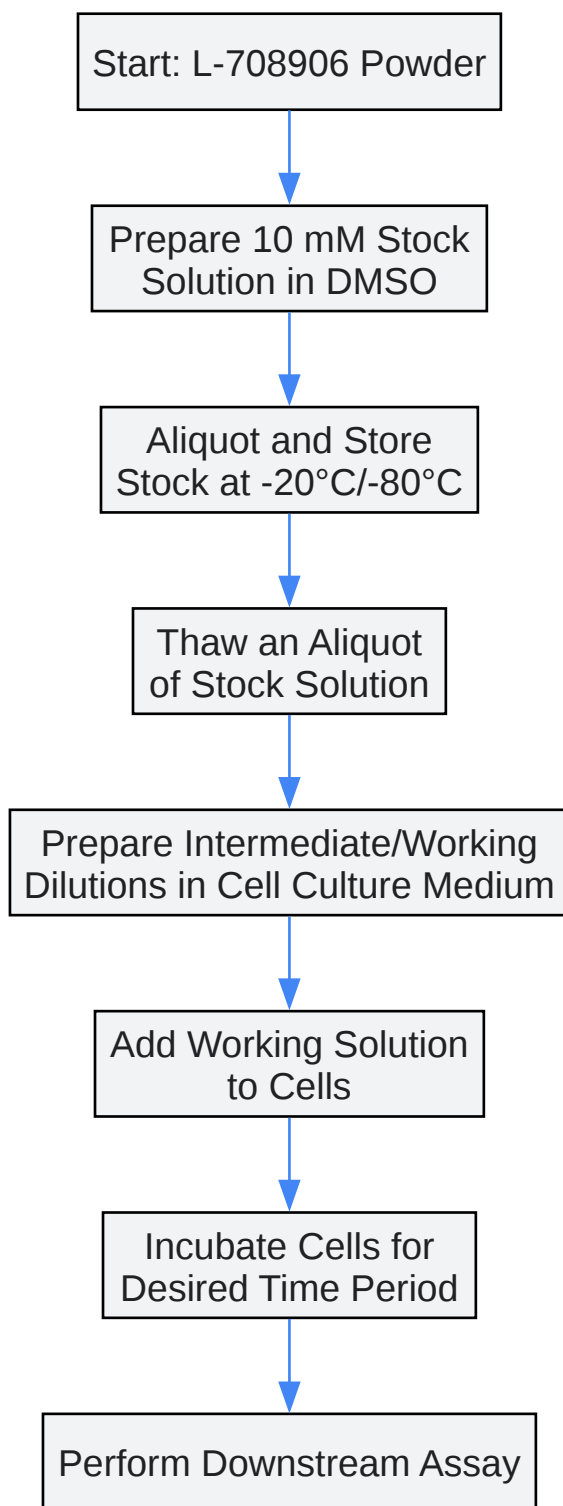 Start: L-708906 Powder
Prepare 10 mM Stock
Solution in DMSO
Aliquot and Store
Stock at -20°C/-80°C
Thaw an Aliquot
of Stock Solution
Prepare Intermediate/Working
Dilutions in Cell Culture Medium
Add Working Solution
to Cells
Incubate Cells for
Desired Time Period
Perform Downstream Assay